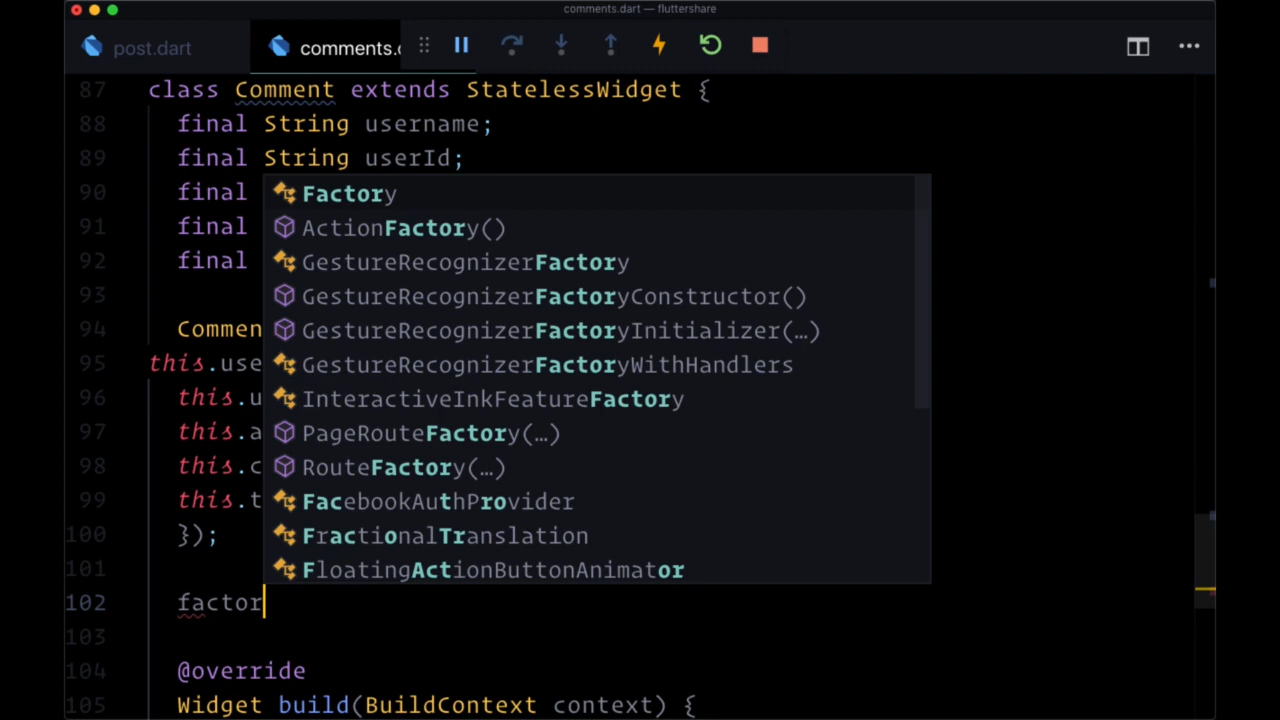 comments.dart — fluttershare
post.dart
comments.
87 class Comment extends StatelessWidget {
88 final String username;
89 final String userId;
90 final
91 final
92 final
93
94 Commen
95 this.use
96 this.u
97 this.a
98 this.c
99 this.t
100 });
101
102 factor
103
104 @override
105 Widget build(BuildContext context) {
Factory
ActionFactory()
GestureRecognizerFactory
GestureRecognizerFactoryConstructor()
GestureRecognizerFactoryInitializer(…)
GestureRecognizerFactoryWithHandlers
InteractiveInkFeatureFactory
PageRouteFactory(…)
RouteFactory(…)
FacebookAuthProvider
FractionalTranslation
FloatingActionButtonAnimator